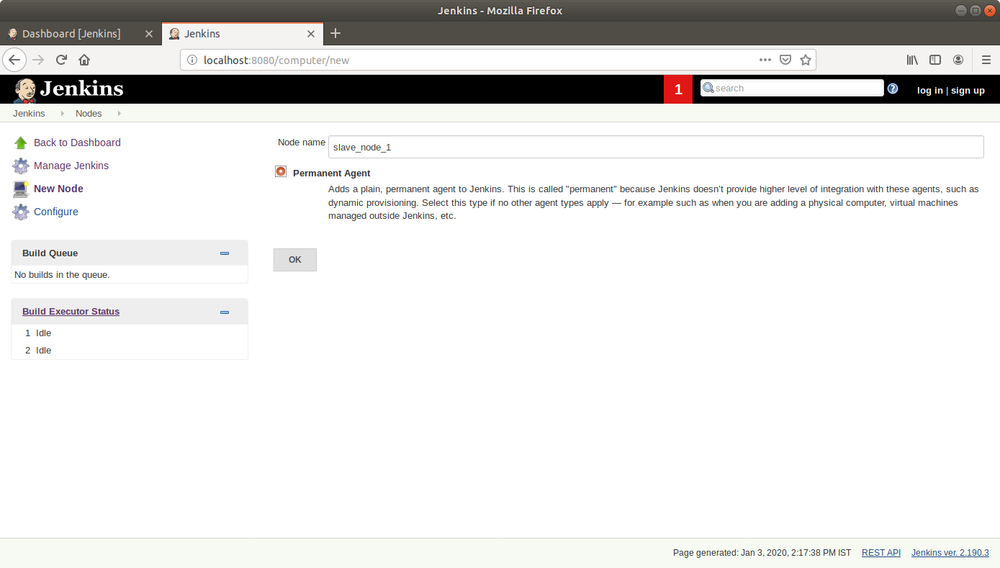 Jenkins - Mozilla Firefox
Dashboard [Jenkins]
Jenkins
localhost:8080/computer/new
Jenkins
1
search
log in | sign up
Jenkins
Nodes
Back to Dashboard
Manage Jenkins
New Node
Configure
Build Queue
No builds in the queue.
Build Executor Status
1 Idle
2 Idle
Node name
slave_node_1
Permanent Agent
Adds a plain, permanent agent to Jenkins. This is called "permanent" because Jenkins doesn’t provide higher level of integration with these agents, such as
dynamic provisioning. Select this type if no other agent types apply — for example such as when you are adding a physical computer, virtual machines
managed outside Jenkins, etc.
OK
Page generated: Jan 3, 2020, 2:17:38 PM IST
REST API
Jenkins ver. 2.190.3